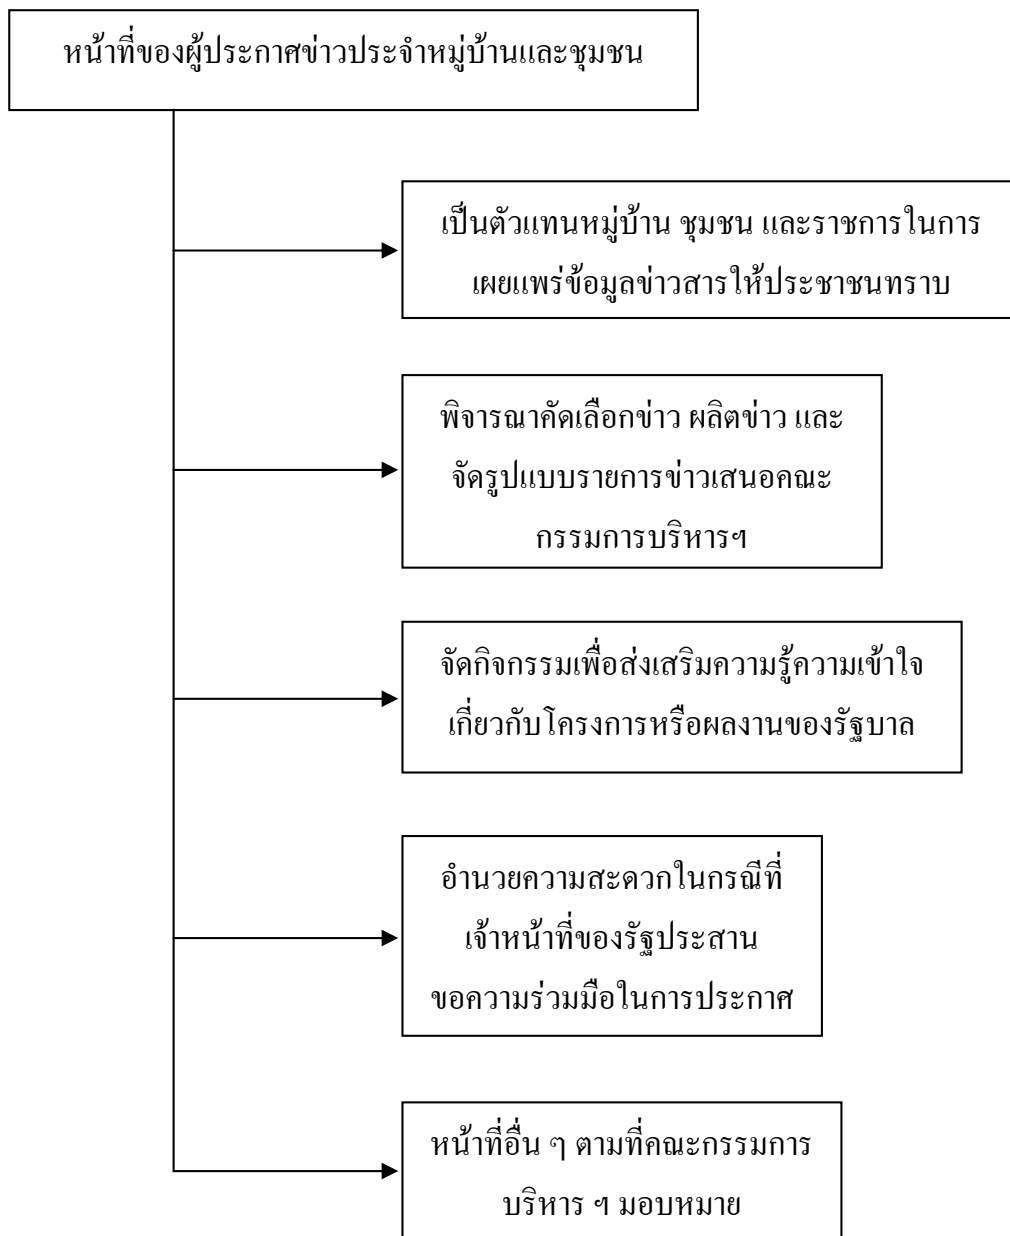 หน้าที่ของผู้ประกาศข่าวประจำหมู่บ้านและชุมชน
เป็นตัวแทนหมู่บ้าน ชุมชน และราชการในการ
เผยแพร่ข้อมูลข่าวสารให้ประชาชนทราบ
พิจารณาคัดเลือกข่าว ผลิตข่าว และ
จัดรูปแบบรายการข่าวเสนอคณะ
กรรมการบริหารฯ
จัดกิจกรรมเพื่อส่งเสริมความรู้ความเข้าใจ
เกี่ยวกับโครงการหรือผลงานของรัฐบาล
อำนวยความสะดวกในกรณีที่
เจ้าหน้าที่ของรัฐประสาน
ขอความร่วมมือในการประกาศ
หน้าที่อื่น ๆ ตามที่คณะกรรมการ
บริหาร ฯ มอบหมาย